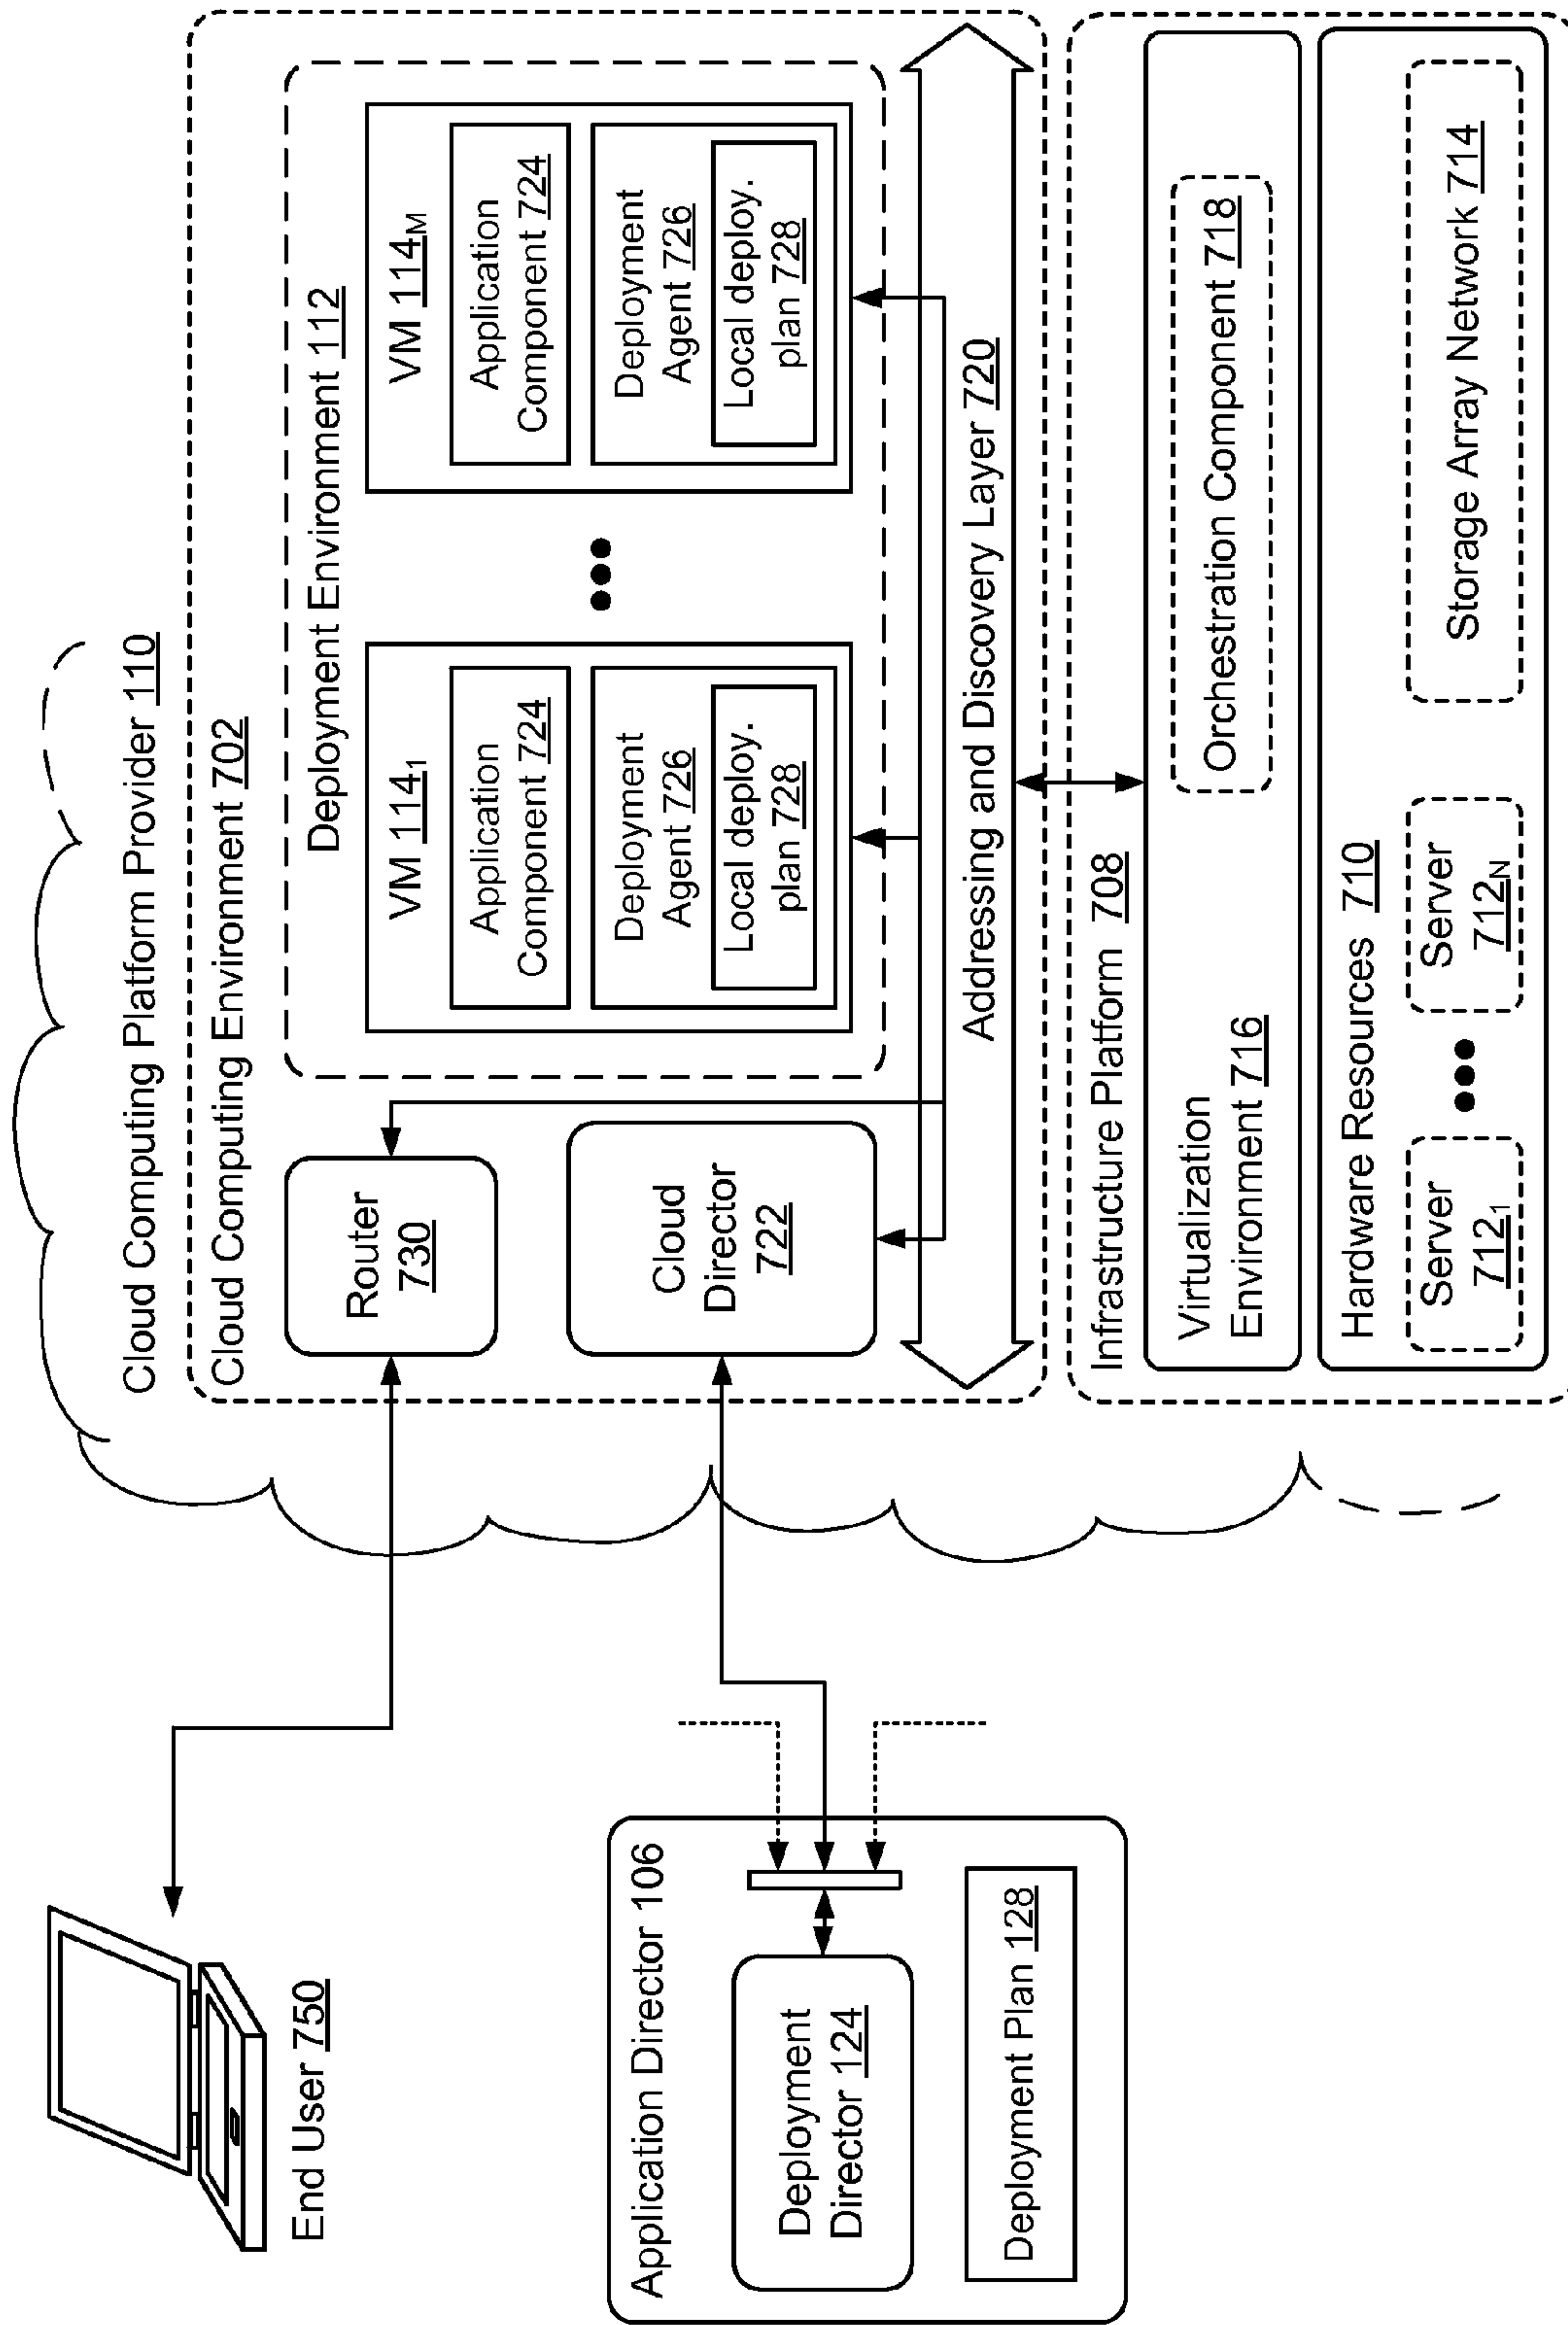 Cloud Computing Platform Provider 110
Cloud Computing Environment 702
Deployment Environment 112
End User 750
Router
730
Cloud
Director
722
VM 114₁
Application
Component 724
Deployment
Agent 726
Local deploy.
plan 728
VM 114M
Application
Component 724
Deployment
Agent 726
Local deploy.
plan 728
Addressing and Discovery Layer 720
Application Director 106
Deployment
Director 124
Deployment Plan 128
Infrastructure Platform 708
Virtualization
Environment 716
Orchestration Component 718
Hardware Resources 710
Server
712₁
Server
712N
Storage Array Network 714